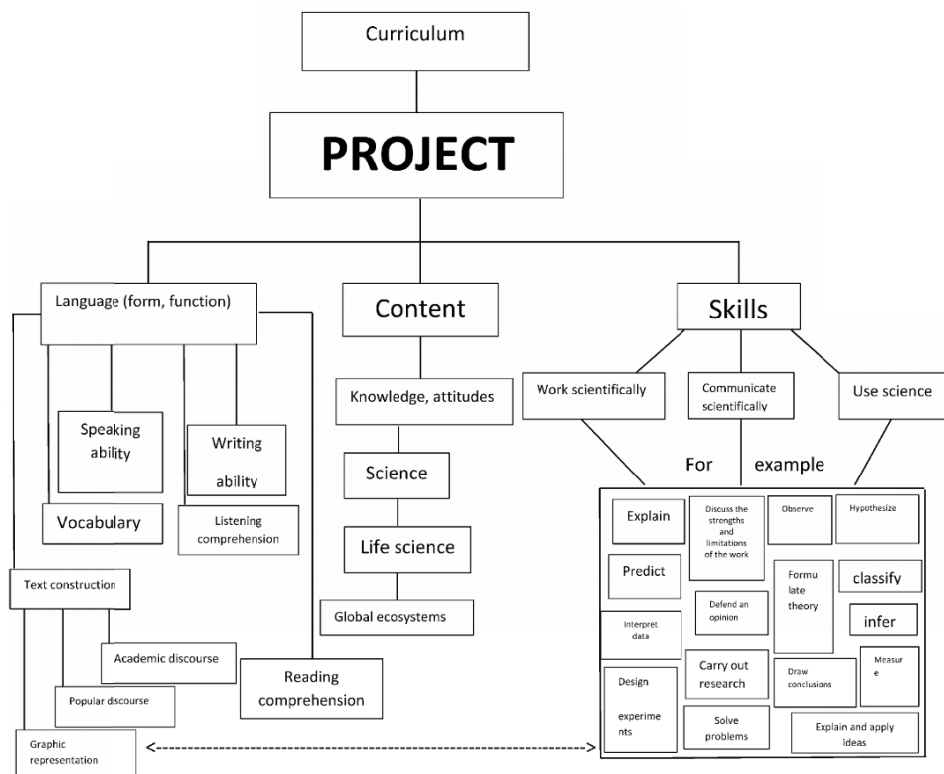 Curriculum
PROJECT
Language (form, function)
Content
Skills
Speaking
ability
Writing
ability
Vocabulary
Listening
comprehension
Text construction
Academic discourse
Popular discourse
Graphic
representation
Reading
comprehension
Knowledge, attitudes
Science
Life science
Global ecosystems
Work scientifically
Communicate
scientifically
Use science
For example
Explain
Discuss the
strengths
and
limitations
of the work
Observe
Hypothesize
Predict
Formu
late
theory
classify
Interpret
data
Defend an
opinion
infer
Design
experime
nts
Carry out
research
Draw
conclusions
Measur
e
Solve
problems
Explain and apply
ideas